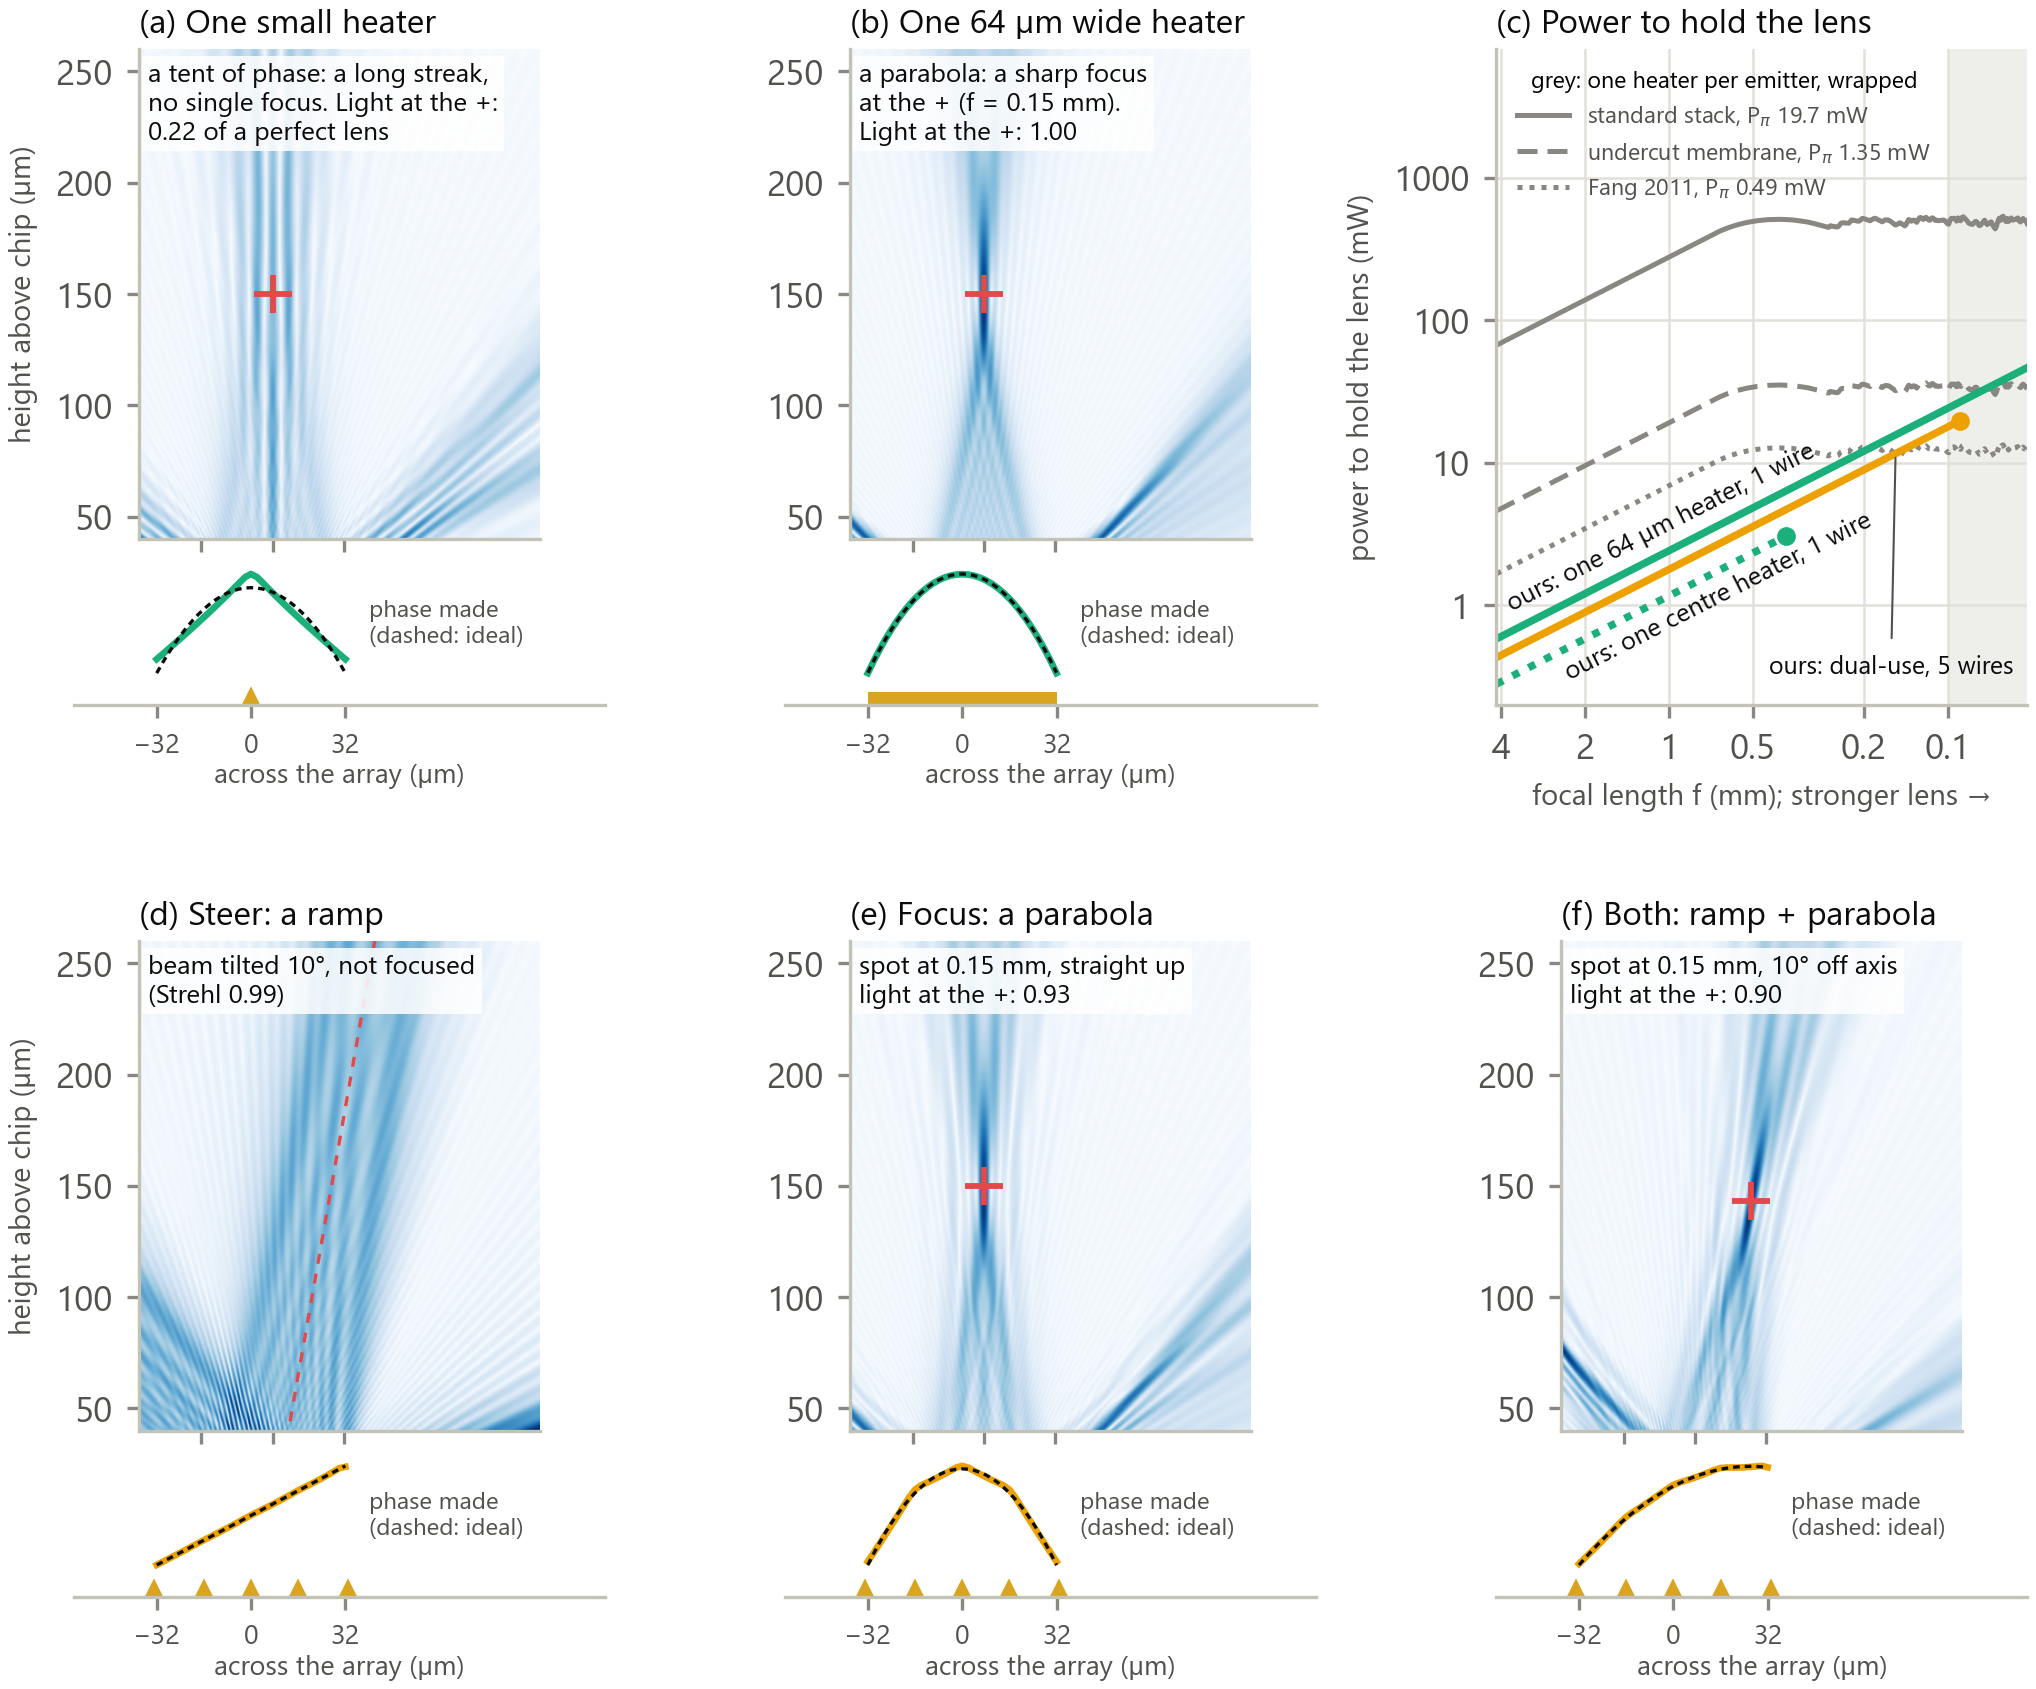 (a) One small heater
a tent of phase: a long streak,
no single focus. Light at the +:
0.22 of a perfect lens
height above chip (µm)
250
200
150
100
50
phase made
(dashed: ideal)
−32
0
32
across the array (µm)
(b) One 64 µm wide heater
a parabola: a sharp focus
at the + (f = 0.15 mm).
Light at the +: 1.00
250
200
150
100
50
phase made
(dashed: ideal)
−32
0
32
across the array (µm)
(c) Power to hold the lens
grey: one heater per emitter, wrapped
standard stack, Pπ 19.7 mW
undercut membrane, Pπ 1.35 mW
Fang 2011, Pπ 0.49 mW
power to hold the lens (mW)
1000
100
10
1
ours: one 64 µm heater, 1 wire
ours: one centre heater, 1 wire
ours: dual-use, 5 wires
4
2
1
0.5
0.2
0.1
focal length f (mm); stronger lens →
(d) Steer: a ramp
beam tilted 10°, not focused
(Strehl 0.99)
height above chip (µm)
250
200
150
100
50
phase made
(dashed: ideal)
−32
0
32
across the array (µm)
(e) Focus: a parabola
spot at 0.15 mm, straight up
light at the +: 0.93
250
200
150
100
50
phase made
(dashed: ideal)
−32
0
32
across the array (µm)
(f) Both: ramp + parabola
spot at 0.15 mm, 10° off axis
light at the +: 0.90
250
200
150
100
50
phase made
(dashed: ideal)
−32
0
32
across the array (µm)